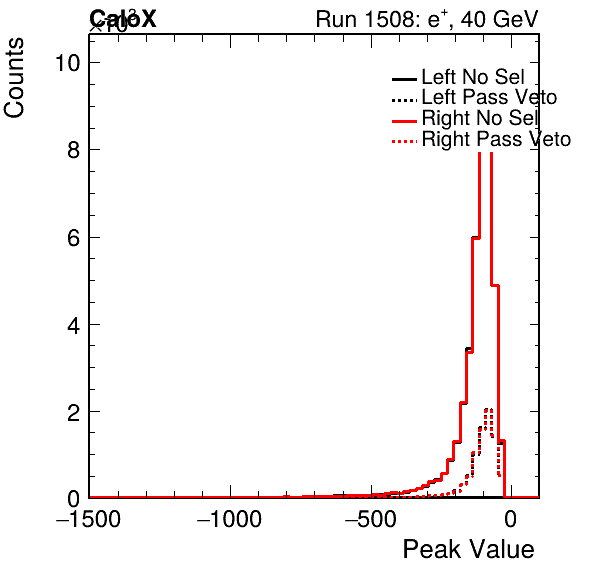 CaloX
×10³
Run 1508: e⁺, 40 GeV
Counts
10
8
6
4
2
0
Left No Sel
Left Pass Veto
Right No Sel
Right Pass Veto
−1500
−1000
−500
0
Peak Value